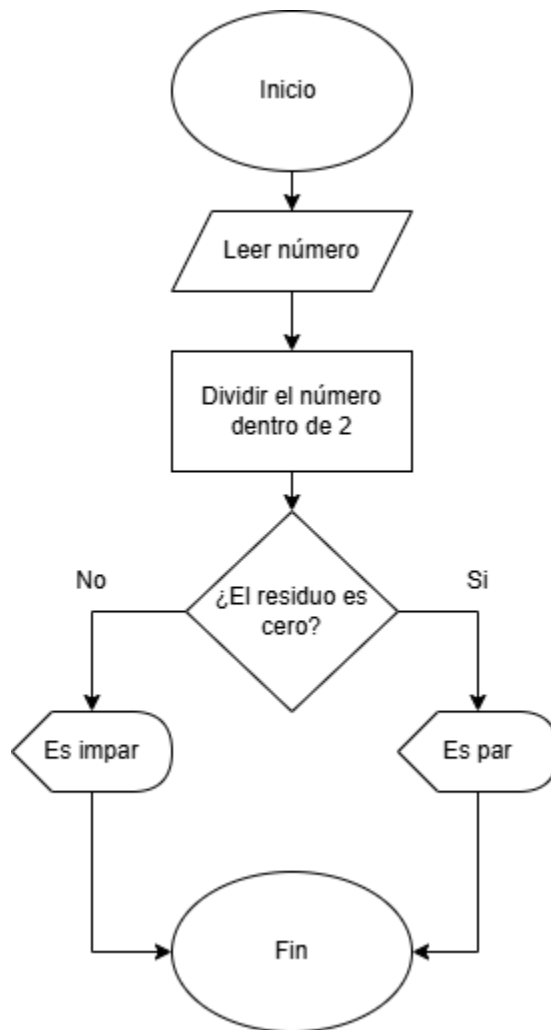 Inicio
Leer número
Dividir el número
dentro de 2
¿El residuo es
cero?
No
Si
Es impar
Es par
Fin